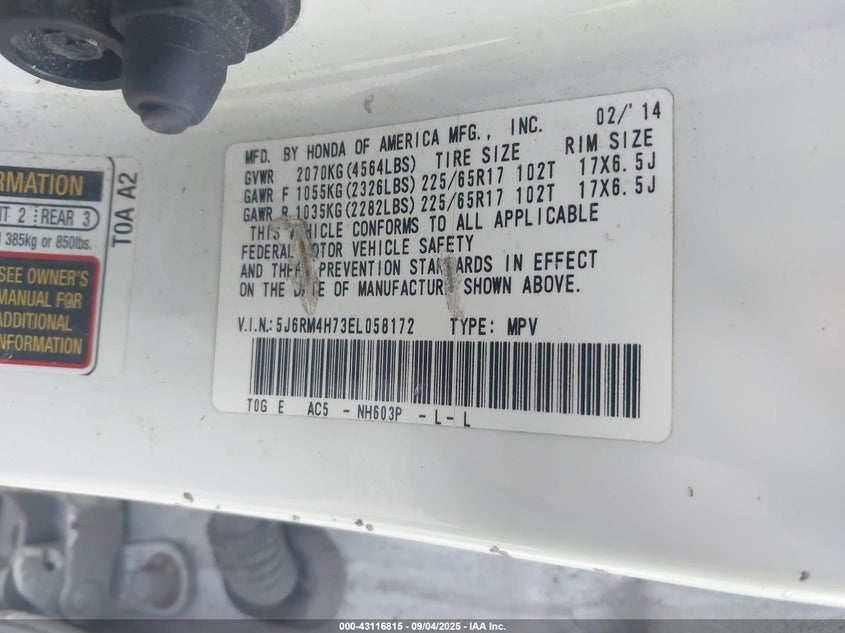 RMATION
NT 2 REAR 3
385kg or 850lbs.
SEE OWNER'S
MANUAL FOR
ADDITIONAL
INFORMATION
T0A A2
02/'14
MFD. BY HONDA OF AMERICA MFG., INC.
GVWR 2070KG(4564LBS) TIRE SIZE RIM SIZE
GAWR F 1055KG(2326LBS) 225/65R17 102T 17X6.5J
GAWR R 1035KG(2282LBS) 225/65R17 102T 17X6.5J
THIS VEHICLE CONFORMS TO ALL APPLICABLE
FEDERAL MOTOR VEHICLE SAFETY
AND THEFT PREVENTION STANDARDS IN EFFECT
ON THE DATE OF MANUFACTURE SHOWN ABOVE.
V.I.N.:5J6RM4H73EL058172 TYPE: MPV
T0G E AC5 - NH603P - L - L
000-43116815 - 09/04/2025 - IAA Inc.